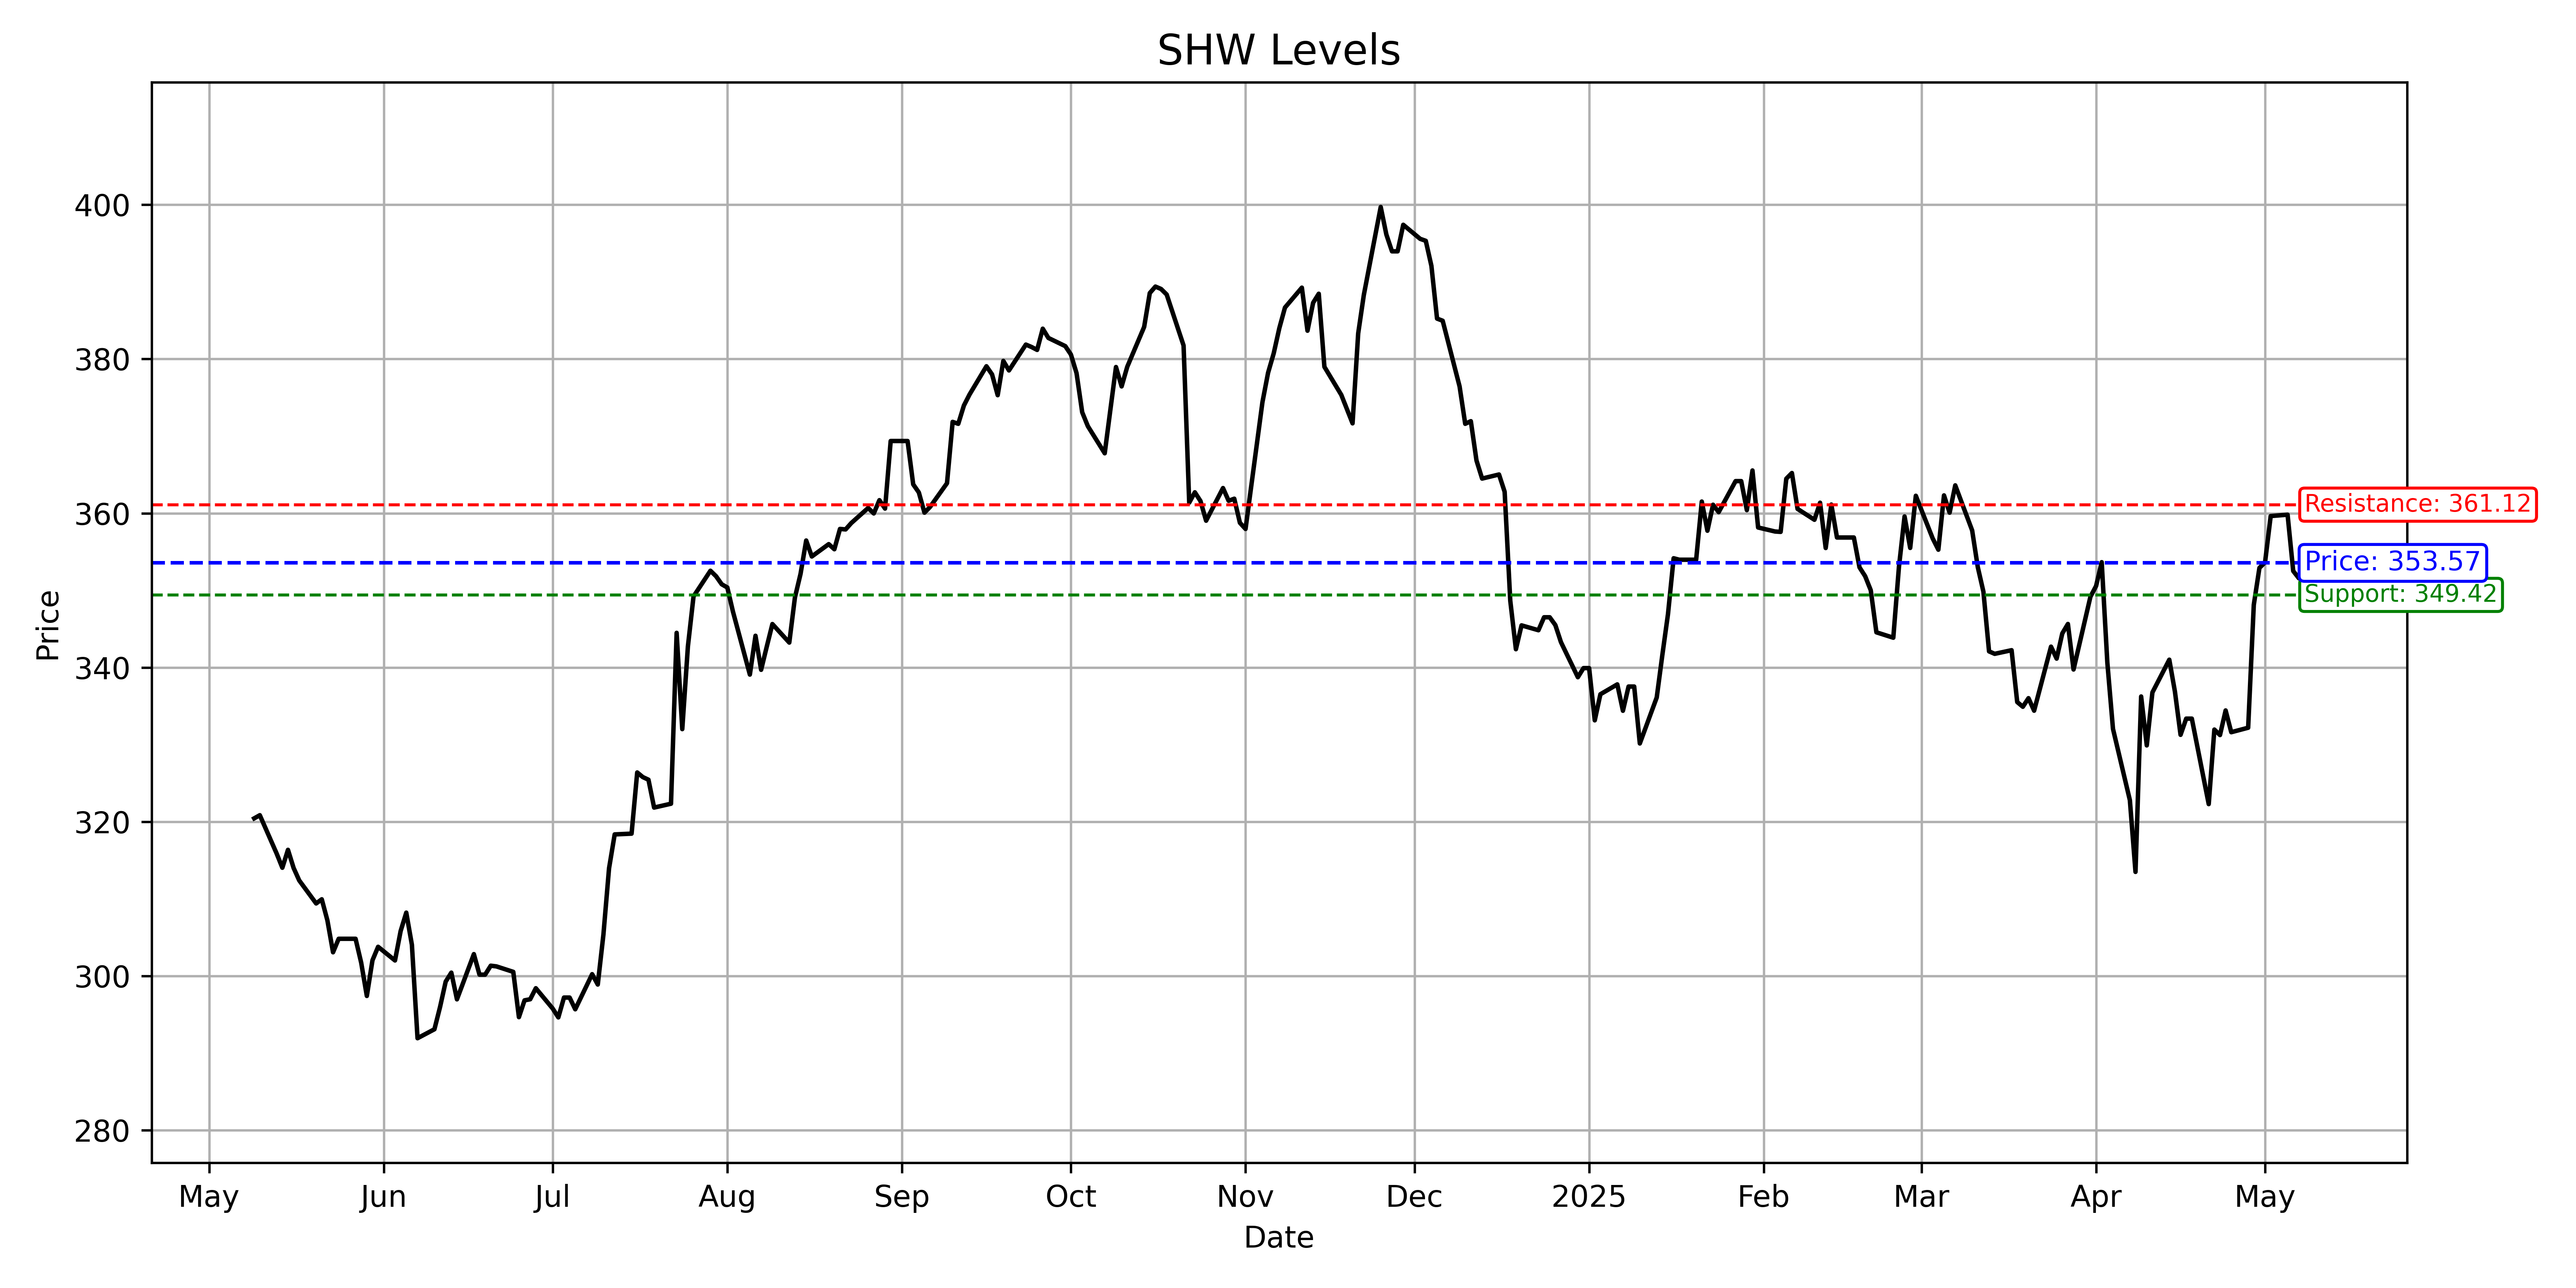 SHW Levels
Price
400
380
360
340
320
300
280
Resistance: 361.12
Price: 353.57
Support: 349.42
May Jun Jul Aug Sep Oct Nov Dec 2025 Feb Mar Apr May
Date